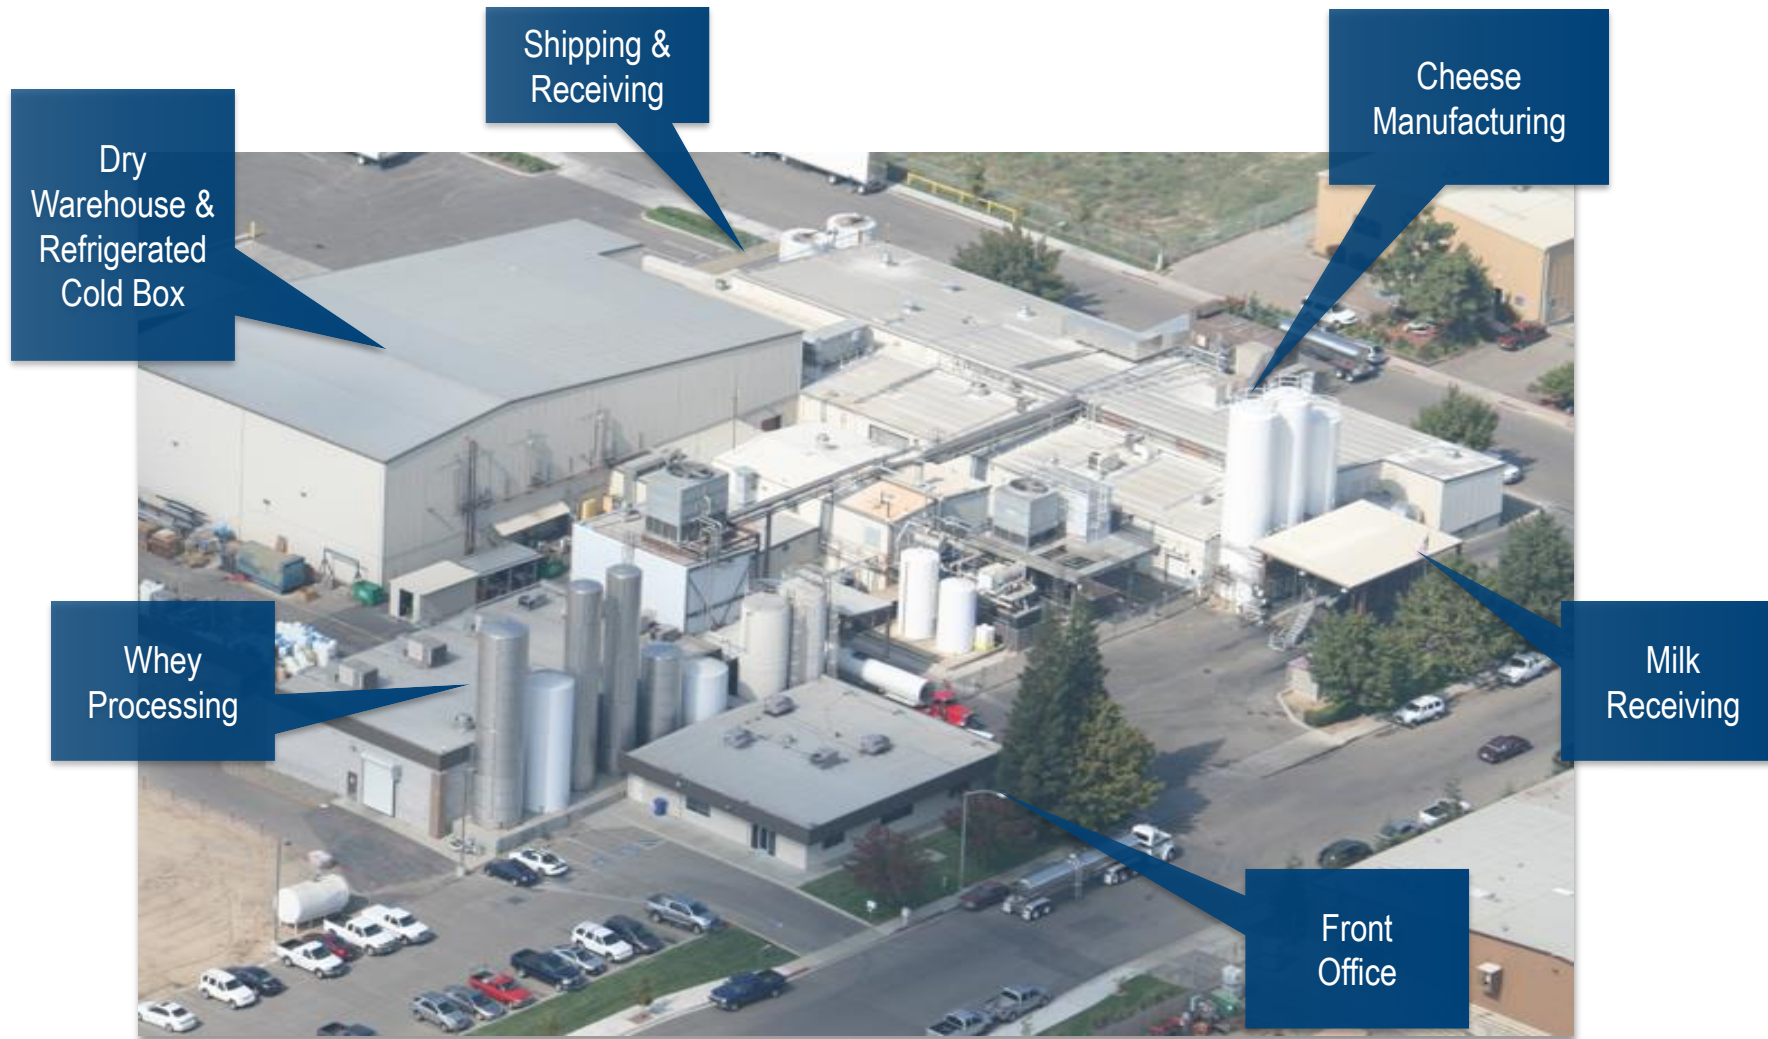 Shipping &
Receiving
Cheese
Manufacturing
Dry
Warehouse &
Refrigerated
Cold Box
Whey
Processing
Milk
Receiving
Front
Office